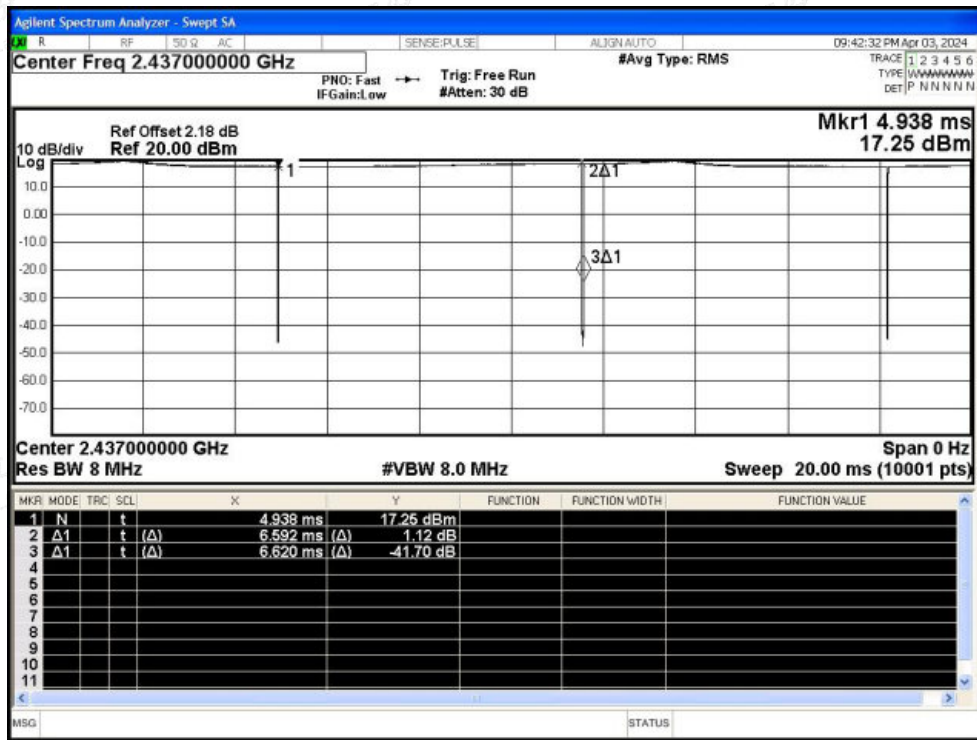 Agilent Spectrum Analyzer - Swept SA
R RF 50 Ω AC SENSE:PULSE ALIGN AUTO 09:42:32 PM Apr 03, 2024
Center Freq 2.437000000 GHz #Avg Type: RMS TRACE 1 2 3 4 5 6
PNO: Fast Trig: Free Run TYPE
IFGain:Low #Atten: 30 dB DET P N N N N N
Mkr1 4.938 ms
Ref Offset 2.18 dB
10 dB/div Ref 20.00 dBm 17.25 dBm
Log
1 2Δ1
10.0
0.00
-10.0
3Δ1
-20.0
-30.0
-40.0
-50.0
-60.0
-70.0
Center 2.437000000 GHz Span 0 Hz
Res BW 8 MHz #VBW 8.0 MHz Sweep 20.00 ms (10001 pts)
MKR MODE TRC SCL X Y FUNCTION FUNCTION WIDTH FUNCTION VALUE
1 N t 4.938 ms 17.25 dBm
2 Δ1 t (Δ) 6.592 ms (Δ) 1.12 dB
3 Δ1 t (Δ) 6.620 ms (Δ) -41.70 dB
4
5
6
7
8
9
10
11
MSG STATUS